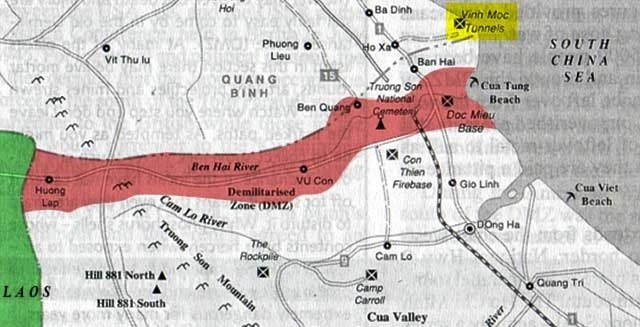 Hoi
Ba Dinh
1
Vinh Moc
Tunnels
Ho Xa
SOUTH
CHINA
SEA
Phuong
Lieu
Vit Thu lu
Ban Hai
QUANG
BINH
15
Truong Son
National
Cemetery
Cua Tung
Beach
Ben Quang
Doc Mieu
Base
Ben Hai River
Con
Thien
Firebase
Huong
Lap
VU Con
Demilitarised
Zone (DMZ)
Gio Linh
Cua Viet
Beach
Cam Lo River
DOng Ha
Truong Son Mountain
The
Rockpile
Cam Lo
9
Hill 881 North
Hill 881 South
Camp
Carroll
Quang Tri
LAOS
Cua Valley
River
1